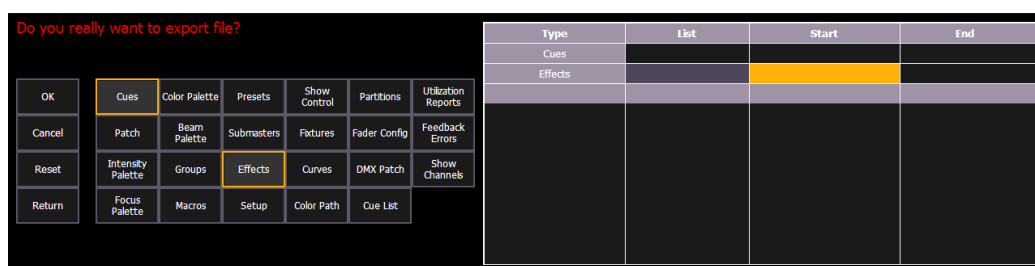 Do you really want to export file?
Type List Start End
Cues
Effects
OK Cues Color Palette Presets Show Control Partitions Utilization Reports
Cancel Patch Beam Palette Submasters Fixtures Fader Config Feedback Errors
Reset Intensity Palette Groups Effects Curves DMX Patch Show Channels
Return Focus Palette Macros Setup Color Path Cue List